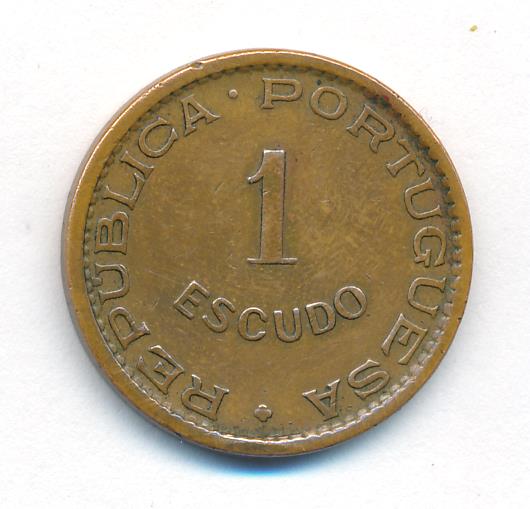 REPUBLICA · PORTUGUESA
1
ESCUDO